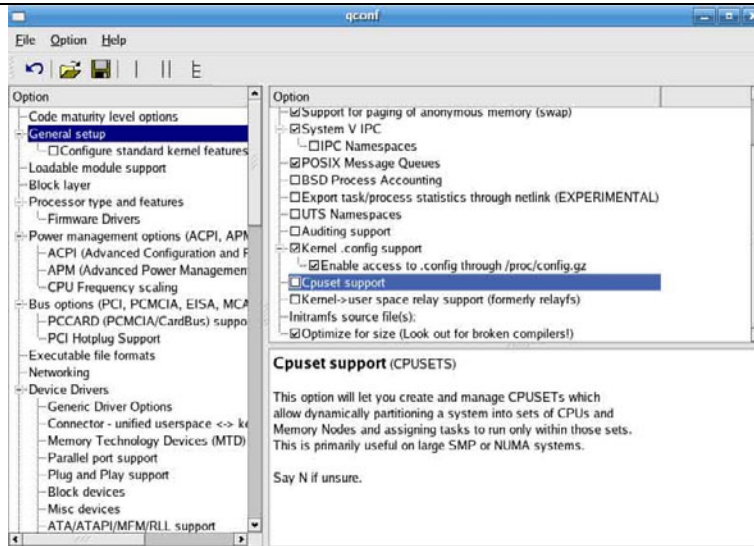 qconf
File Option Help
Option
Code maturity level options
General setup
Configure standard kernel features
Loadable module support
Block layer
Processor type and features
Firmware Drivers
Power management options (ACPI, APM
ACPI (Advanced Configuration and P
APM (Advanced Power Managemen
CPU Frequency scaling
Bus options (PCI, PCMCIA, EISA, MCA
PCCARD (PCMCIA/CardBus) suppo
PCI Hotplug Support
Executable file formats
Networking
Device Drivers
Generic Driver Options
Connector - unified userspace <-> ke
Memory Technology Devices (MTD)
Parallel port support
Plug and Play support
Block devices
Misc devices
ATA/ATAPI/MFM/RLL support
Option
Support for paging of anonymous memory (swap)
System V IPC
IPC Namespaces
POSIX Message Queues
BSD Process Accounting
Export task/process statistics through netlink (EXPERIMENTAL)
UTS Namespaces
Auditing support
Kernel .config support
Enable access to .config through /proc/config.gz
Cpuset support
Kernel->user space relay support (formerly relayfs)
Initramfs source file(s):
Optimize for size (Look out for broken compilers!)
Cpuset support (CPUSETS)
This option will let you create and manage CPUSETs which
allow dynamically partitioning a system into sets of CPUs and
Memory Nodes and assigning tasks to run only within those sets.
This is primarily useful on large SMP or NUMA systems.
Say N if unsure.